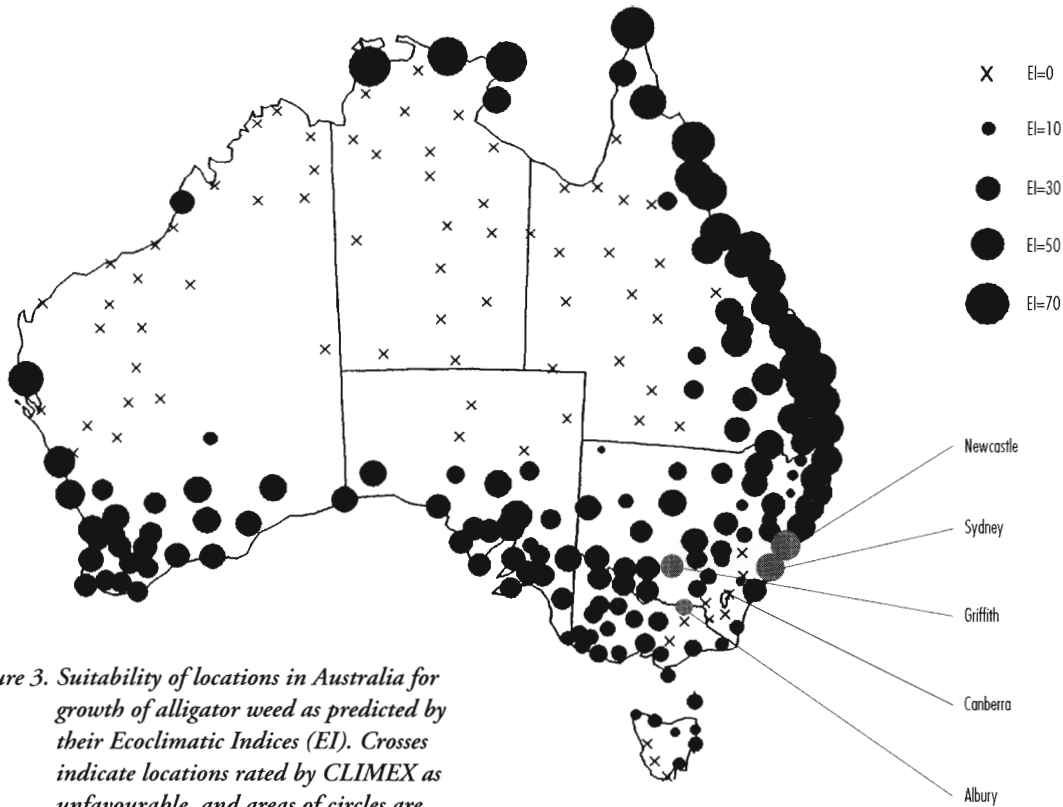 EI=0
EI=10
EI=30
EI=50
EI=70
Newcastle
Sydney
Griffith
Canberra
Albury
ure 3. Suitability of locations in Australia for
growth of alligator weed as predicted by
their Ecoclimatic Indices (EI). Crosses
indicate locations rated by CLIMEX as
unfavourable, and areas of circles are